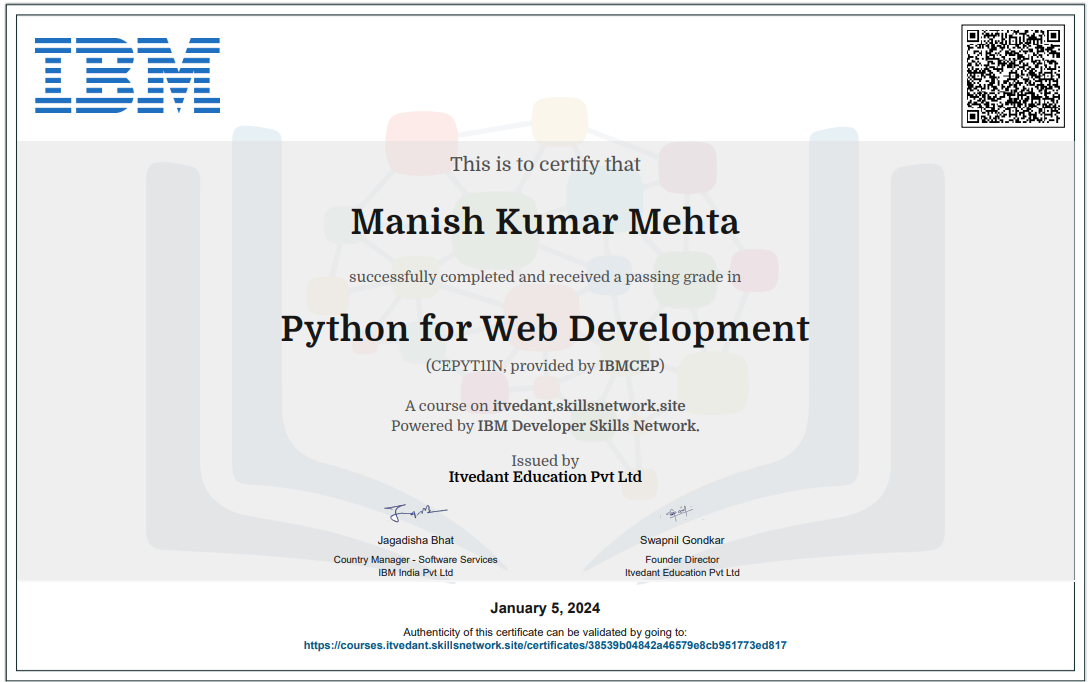 IBM
This is to certify that
Manish Kumar Mehta
successfully completed and received a passing grade in
Python for Web Development
(CEPYT1IN, provided by IBMCEP)
A course on itvedant.skillsnetwork.site
Powered by IBM Developer Skills Network.
Issued by
Itvedant Education Pvt Ltd
Jagadisha Bhat
Country Manager - Software Services
IBM India Pvt Ltd
Swapnil Gondkar
Founder Director
Itvedant Education Pvt Ltd
January 5, 2024
Authenticity of this certificate can be validated by going to:
https://courses.itvedant.skillsnetwork.site/certificates/38539b04842a46579e8cb951773ed817